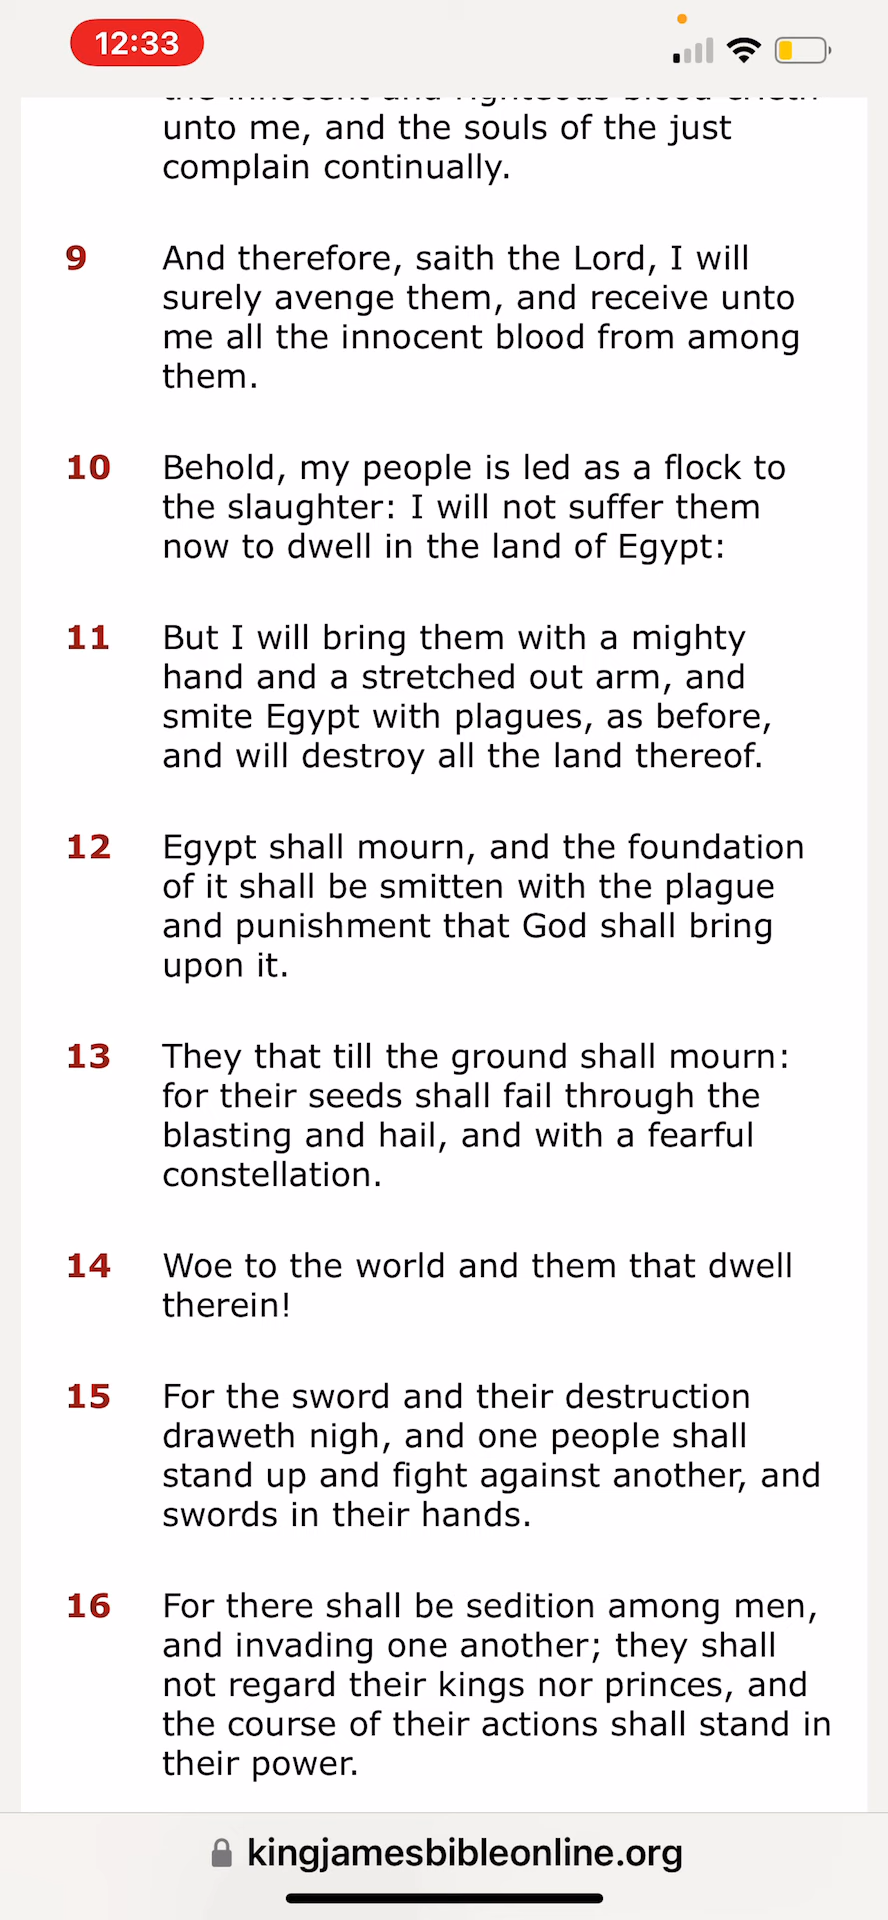 12:33
the innocent and righteous blood crieth
unto me, and the souls of the just
complain continually.
9 And therefore, saith the Lord, I will
surely avenge them, and receive unto
me all the innocent blood from among
them.
10 Behold, my people is led as a flock to
the slaughter: I will not suffer them
now to dwell in the land of Egypt:
11 But I will bring them with a mighty
hand and a stretched out arm, and
smite Egypt with plagues, as before,
and will destroy all the land thereof.
12 Egypt shall mourn, and the foundation
of it shall be smitten with the plague
and punishment that God shall bring
upon it.
13 They that till the ground shall mourn:
for their seeds shall fail through the
blasting and hail, and with a fearful
constellation.
14 Woe to the world and them that dwell
therein!
15 For the sword and their destruction
draweth nigh, and one people shall
stand up and fight against another, and
swords in their hands.
16 For there shall be sedition among men,
and invading one another; they shall
not regard their kings nor princes, and
the course of their actions shall stand in
their power.
kingjamesbibleonline.org